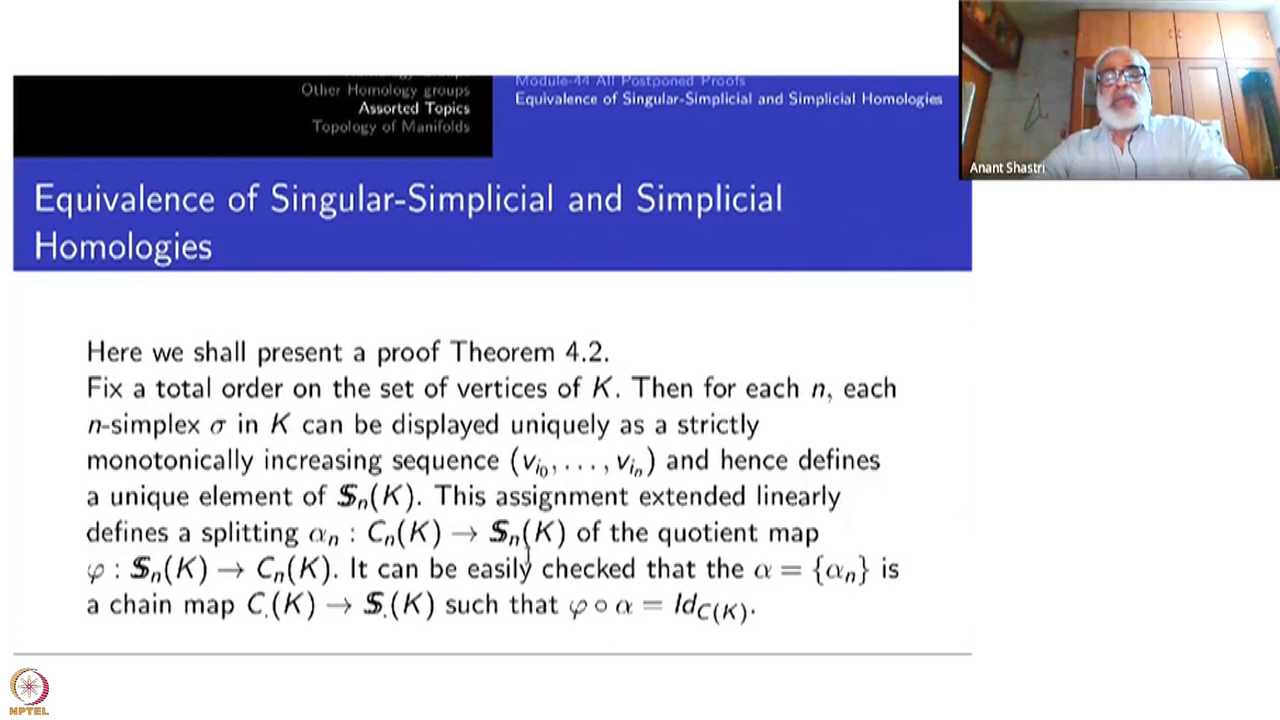 Other Homology groups
Assorted Topics
Topology of Manifolds
Module-44 All Postponed Proofs
Equivalence of Singular-Simplicial and Simplicial Homologies
Anant Shastri
Equivalence of Singular-Simplicial and Simplicial
Homologies
Here we shall present a proof Theorem 4.2.
Fix a total order on the set of vertices of K. Then for each n, each
n-simplex σ in K can be displayed uniquely as a strictly
monotonically increasing sequence (v_{i_0}, . . . , v_{i_n}) and hence defines
a unique element of 𝕊_n(K). This assignment extended linearly
defines a splitting α_n : C_n(K) → 𝕊_n(K) of the quotient map
φ : 𝕊_n(K) → C_n(K). It can be easily checked that the α = {α_n} is
a chain map C_.(K) → 𝕊_.(K) such that φ ∘ α = Id_{C(K)}.
NPTEL